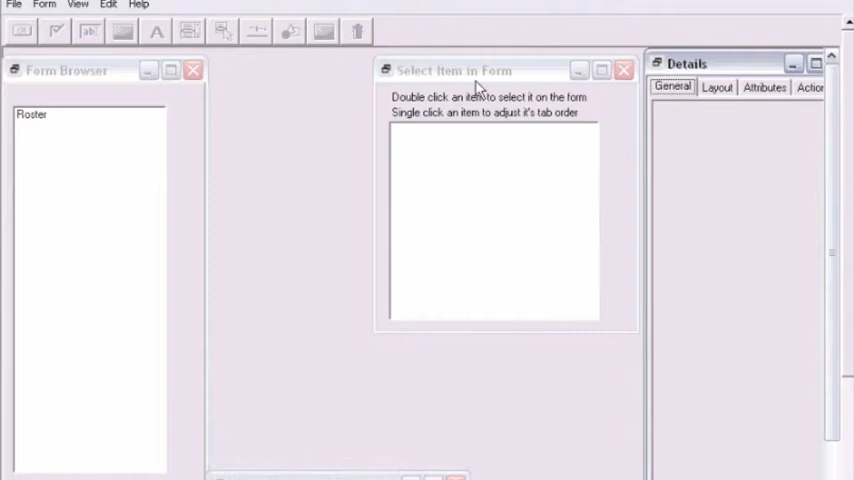 File Form View Edit Help
ab A
Form Browser
Roster
Select Item in Form
Double click an item to select it on the form
Single click an item to adjust it's tab order
Details
General Layout Attributes Action